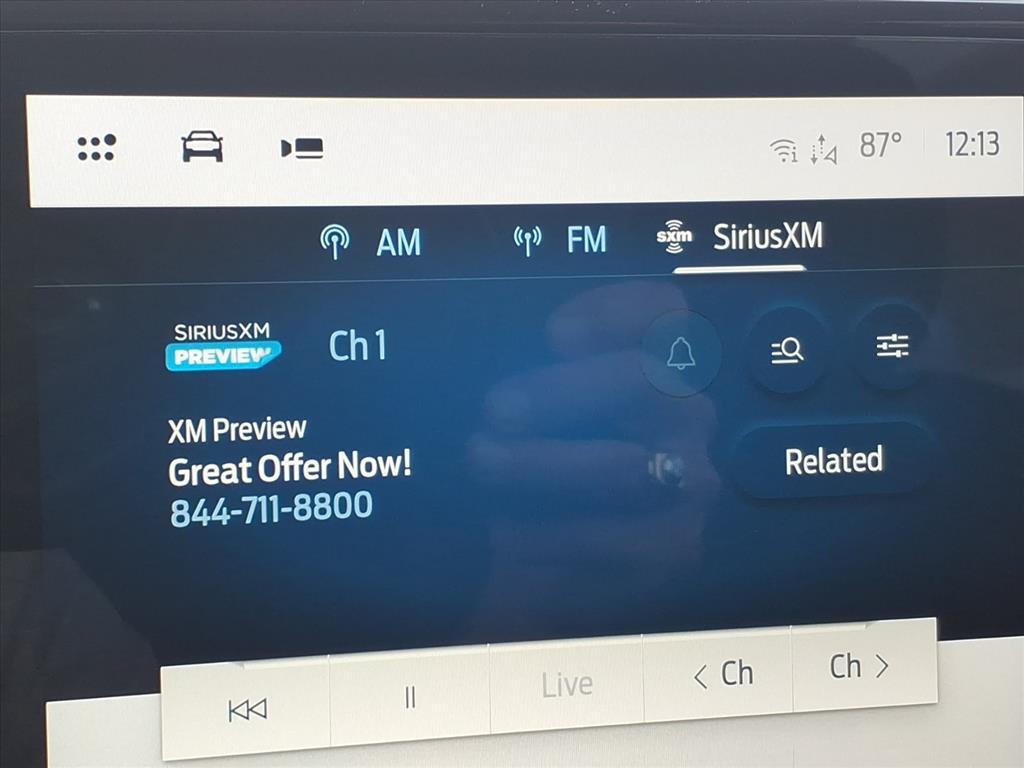 87° 12:13
AM FM sxm SiriusXM
SIRIUSXM
PREVIEW
Ch 1
XM Preview
Great Offer Now!
844-711-8800
Related
Live < Ch Ch >